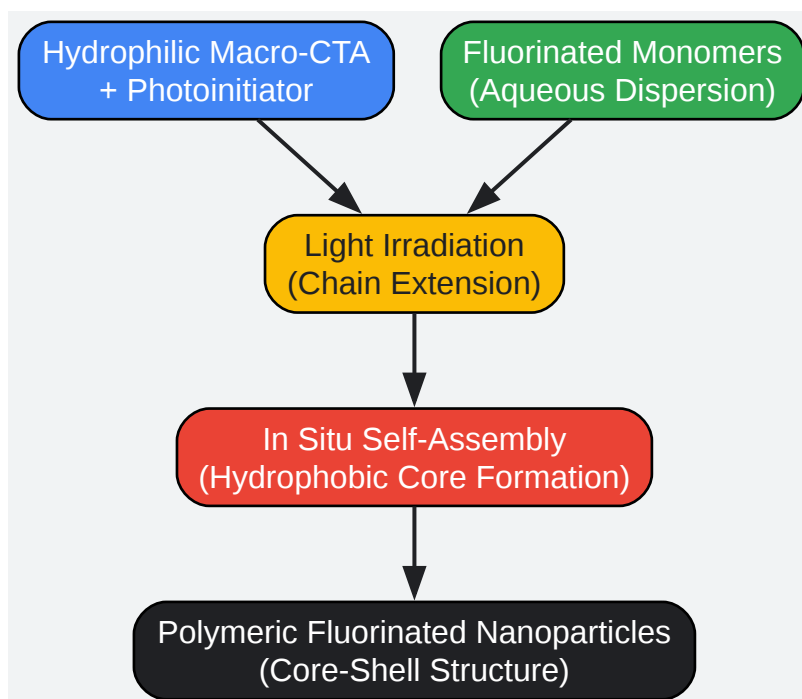 Hydrophilic Macro-CTA
+ Photoinitiator
Fluorinated Monomers
(Aqueous Dispersion)
Light Irradiation
(Chain Extension)
In Situ Self-Assembly
(Hydrophobic Core Formation)
Polymeric Fluorinated Nanoparticles
(Core-Shell Structure)